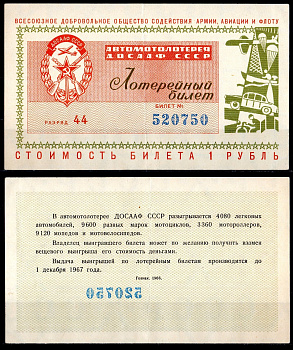 ВСЕСОЮЗНОЕ ДОБРОВОЛЬНОЕ ОБЩЕСТВО СОДЕЙСТВИЯ АРМИИ, АВИАЦИИ И ФЛОТУ
АВТОМОТОЛОТЕРЕЯ
ДОСААФ СССР
Лотерейный
билет
БИЛЕТ №
РАЗРЯД 44
520750
СТОИМОСТЬ БИЛЕТА 1 РУБЛЬ
В автомотолотерее ДОСААФ СССР разыгрывается 4080 легковых
автомобилей, 9600 разных марок мотоциклов, 3360 мотороллеров,
9120 мопедов и мотовелосипедов.
Владелец выигравшего билета может по желанию получить взамен
вещевого выигрыша его стоимость деньгами.
Выдача выигрышей по лотерейным билетам производится до
1 декабря 1967 года.
Гознак. 1966.
520750